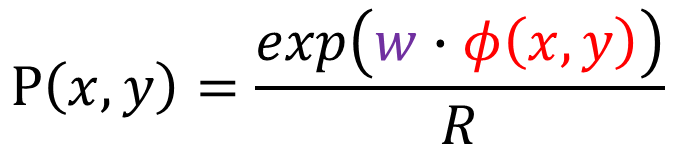 P(x, y) = exp(w · ϕ(x, y)) / R